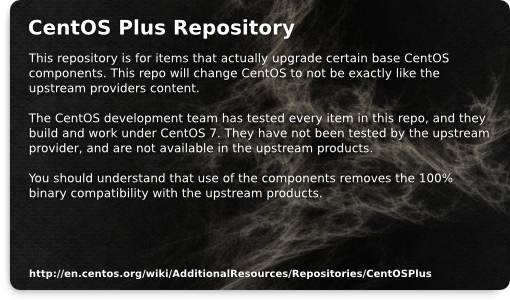 CentOS Plus Repository
This repository is for items that actually upgrade certain base CentOS
components. This repo will change CentOS to not be exactly like the
upstream providers content.
The CentOS development team has tested every item in this repo, and they
build and work under CentOS 7. They have not been tested by the upstream
provider, and are not available in the upstream products.
You should understand that use of the components removes the 100%
binary compatibility with the upstream products.
http://en.centos.org/wiki/AdditionalResources/Repositories/CentOSPlus